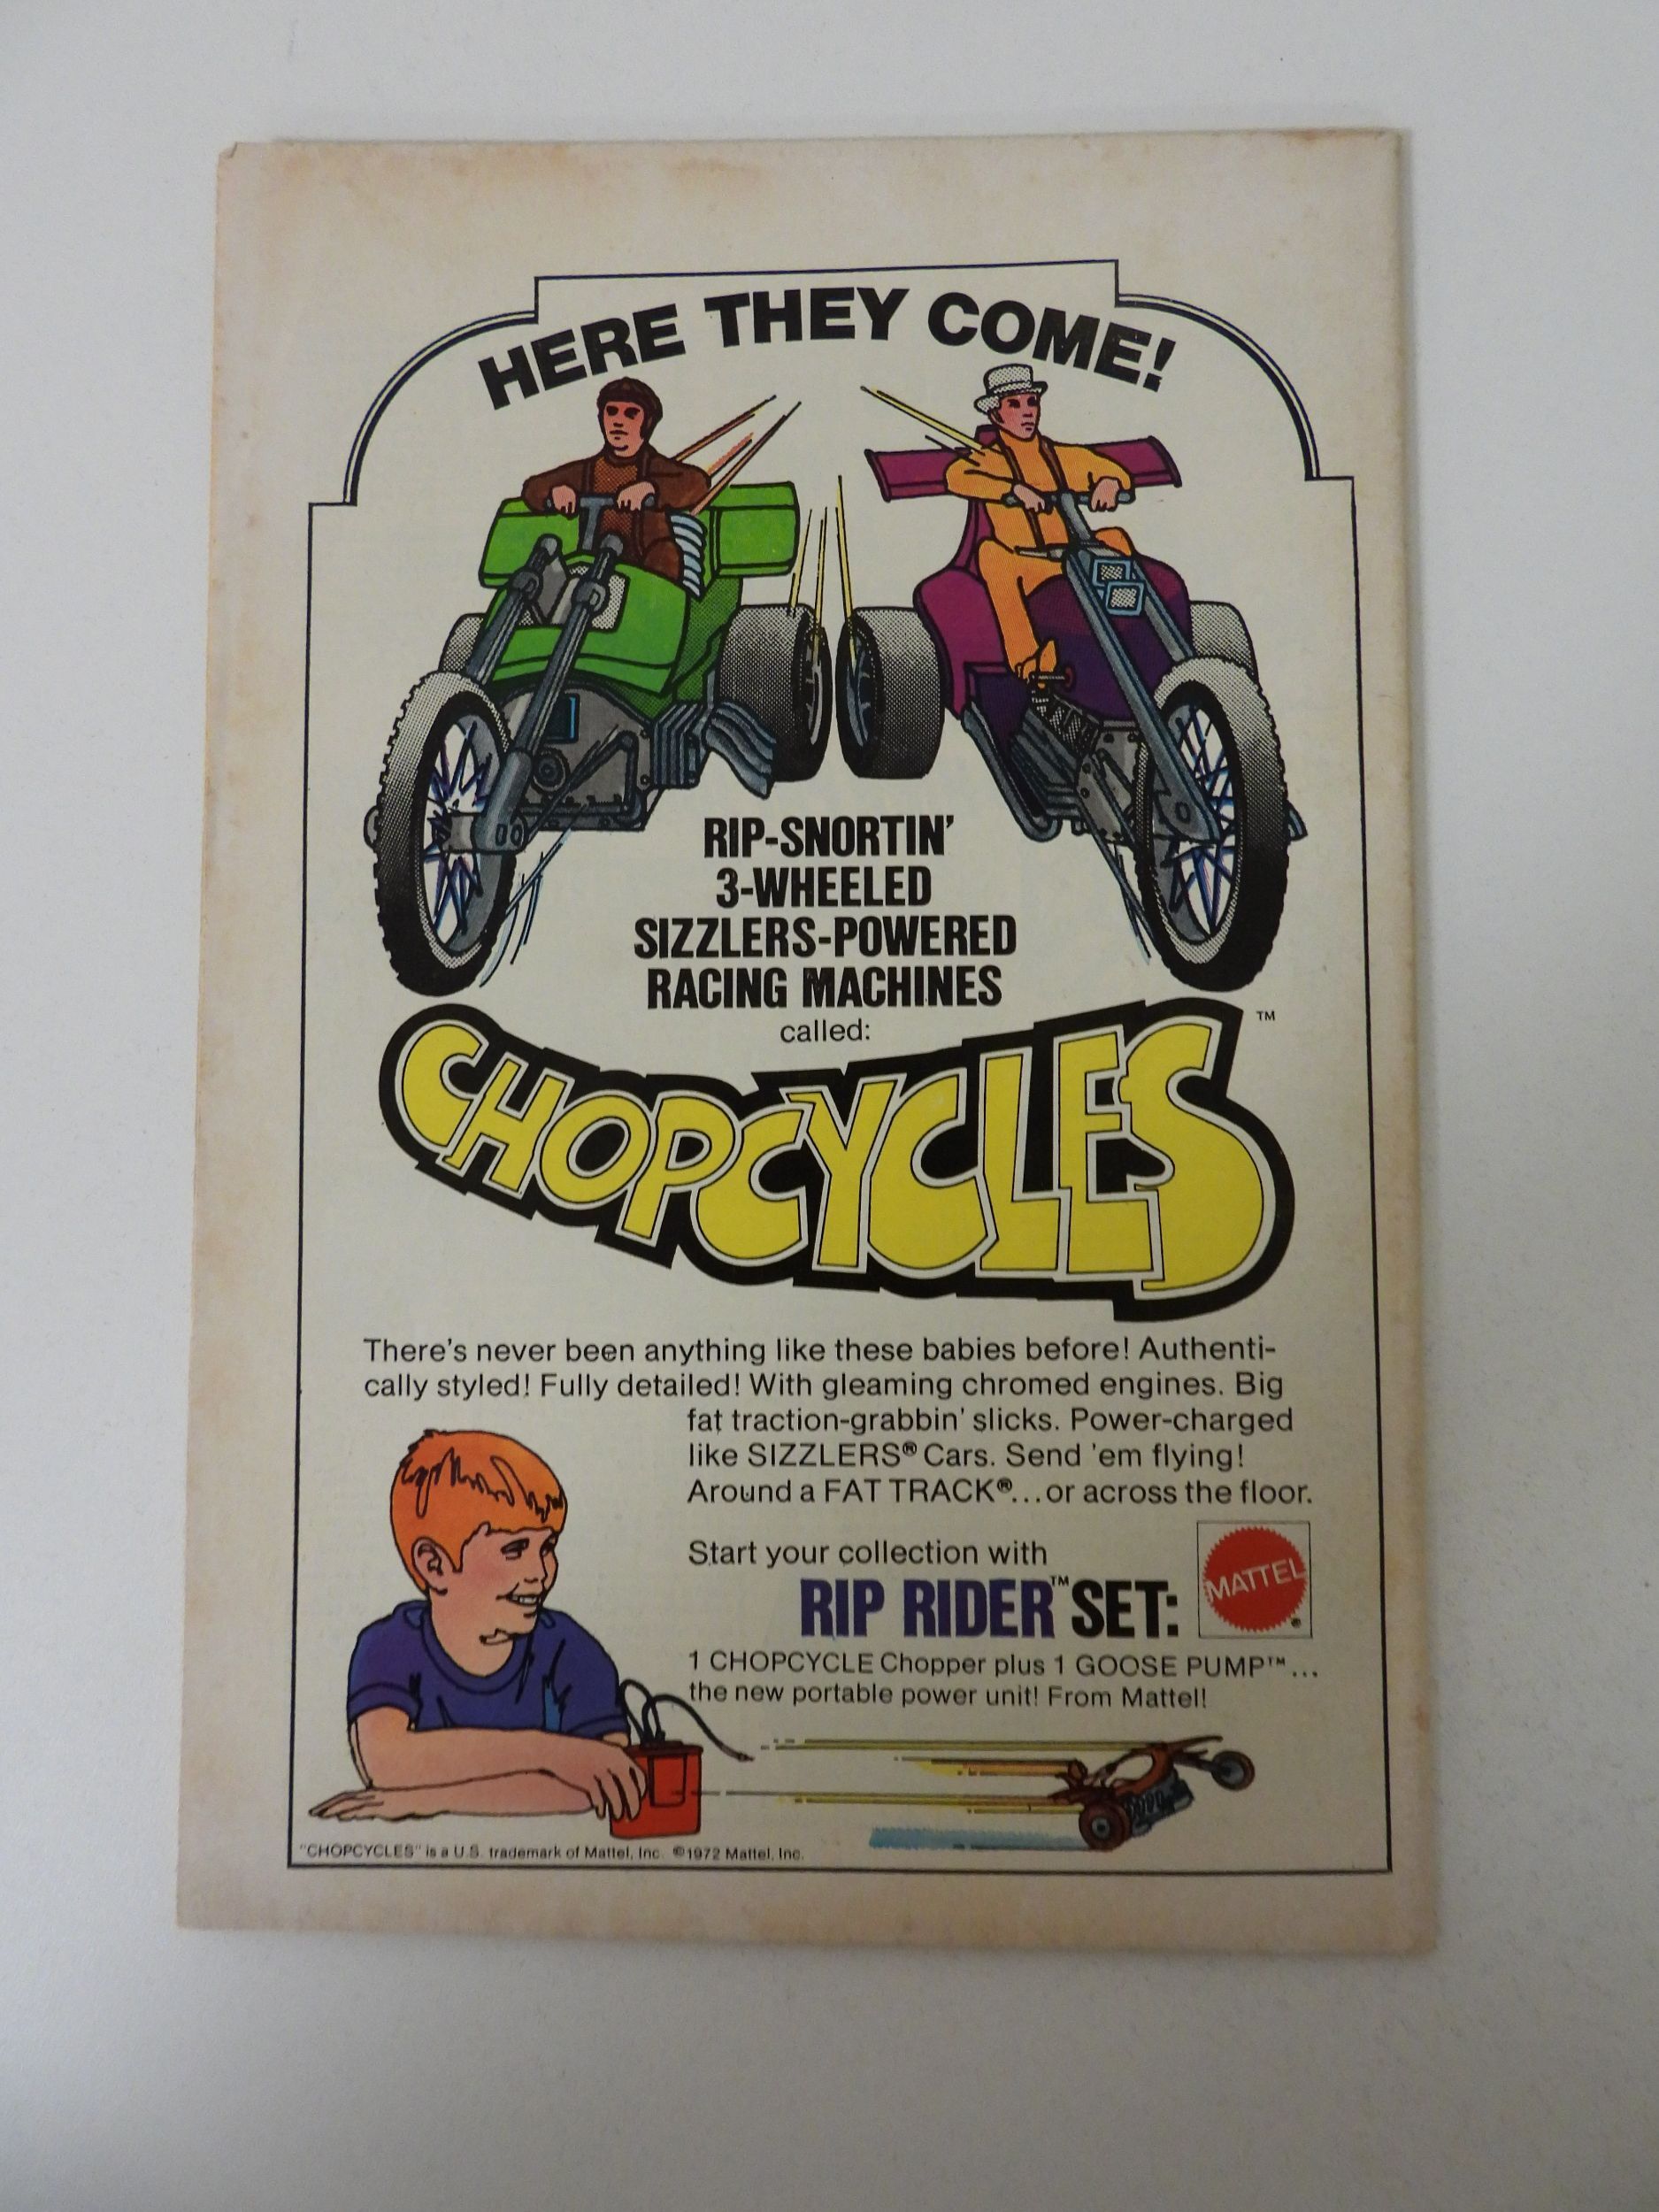 HERE THEY COME!
RIP-SNORTIN'
3-WHEELED
SIZZLERS-POWERED
RACING MACHINES
called:
CHOPCYCLES™
There's never been anything like these babies before! Authenti-
cally styled! Fully detailed! With gleaming chromed engines. Big
fat traction-grabbin' slicks. Power-charged
like SIZZLERS® Cars. Send 'em flying!
Around a FAT TRACK®...or across the floor.
Start your collection with
RIP RIDER™ SET:
MATTEL®
1 CHOPCYCLE Chopper plus 1 GOOSE PUMP™...
the new portable power unit! From Mattel!
"CHOPCYCLES" is a U.S. trademark of Mattel, Inc. ©1972 Mattel, Inc.